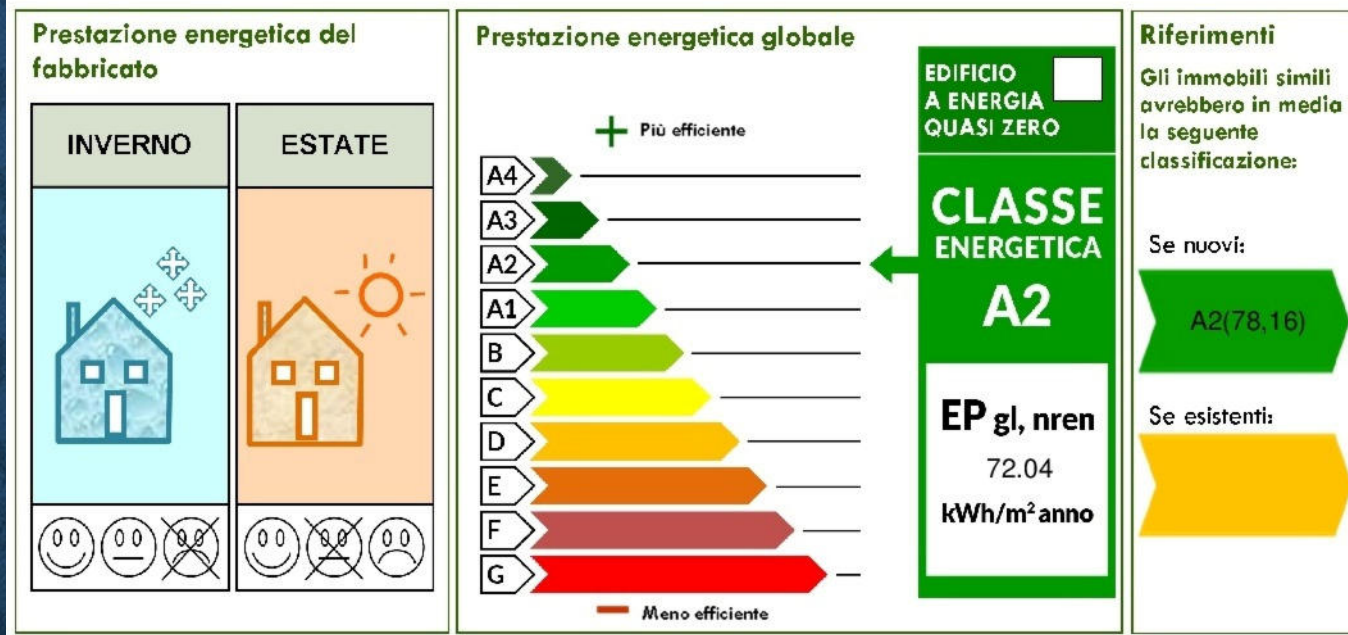 Prestazione energetica del
fabbricato
INVERNO
ESTATE
Prestazione energetica globale
Più efficiente
A4
A3
A2
A1
B
C
D
E
F
G
Meno efficiente
EDIFICIO
A ENERGIA
QUASI ZERO
CLASSE
ENERGETICA
A2
EP gl, nren
72.04
kWh/m² anno
Riferimenti
Gli immobili simili
avrebbero in media
la seguente
classificazione:
Se nuovi:
A2(78,16)
Se esistenti: